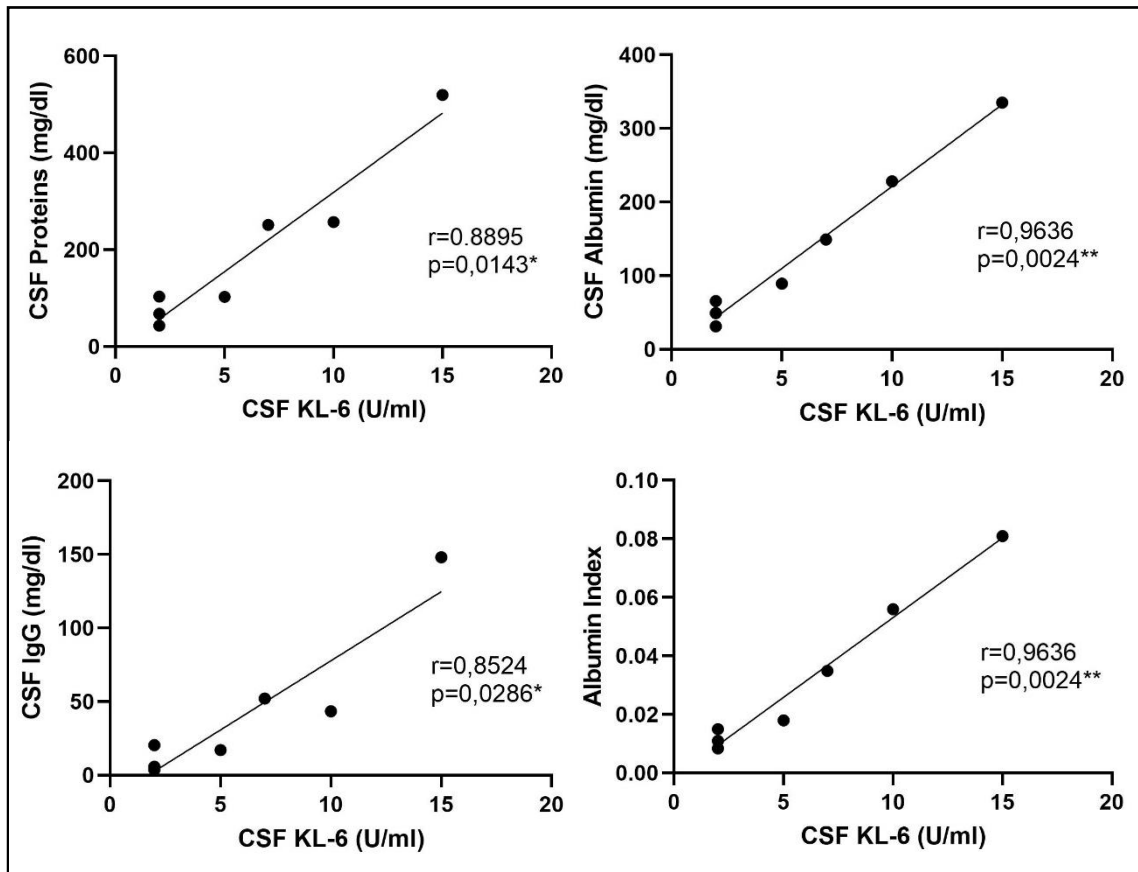 600
400
200
0
CSF Proteins (mg/dl)
r=0.8895
p=0,0143*
0 5 10 15 20
CSF KL-6 (U/ml)
400
300
200
100
0
CSF Albumin (mg/dl)
r=0,9636
p=0,0024**
0 5 10 15 20
CSF KL-6 (U/ml)
200
150
100
50
0
CSF IgG (mg/dl)
r=0,8524
p=0,0286*
0 5 10 15 20
CSF KL-6 (U/ml)
0.10
0.08
0.06
0.04
0.02
0.00
Albumin Index
r=0,9636
p=0,0024**
0 5 10 15 20
CSF KL-6 (U/ml)